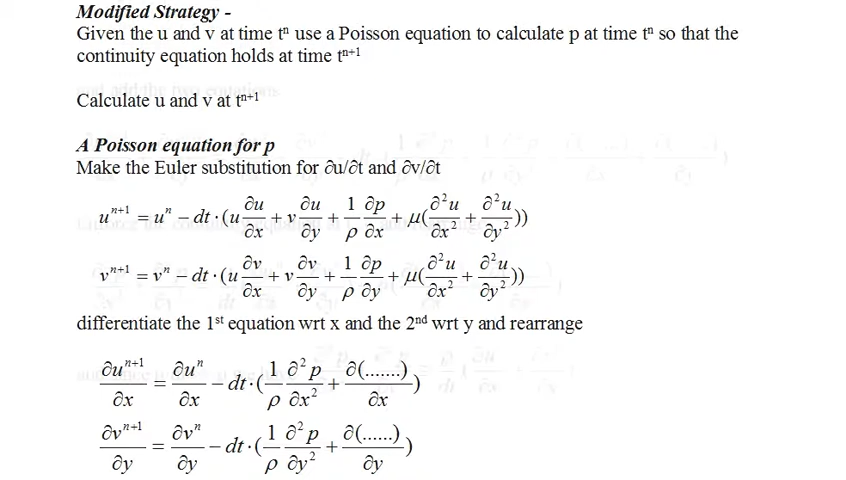 Modified Strategy -
Given the u and v at time tⁿ use a Poisson equation to calculate p at time tⁿ so that the
continuity equation holds at time tⁿ⁺¹
Calculate u and v at tⁿ⁺¹
A Poisson equation for p
Make the Euler substitution for ∂u/∂t and ∂v/∂t
uⁿ⁺¹ = uⁿ − dt·(u ∂u/∂x + v ∂u/∂y + 1/ρ ∂p/∂x + μ(∂²u/∂x² + ∂²u/∂y²))
vⁿ⁺¹ = vⁿ − dt·(u ∂v/∂x + v ∂v/∂y + 1/ρ ∂p/∂y + μ(∂²u/∂x² + ∂²u/∂y²))
differentiate the 1st equation wrt x and the 2nd wrt y and rearrange
∂uⁿ⁺¹/∂x = ∂uⁿ/∂x − dt·(1/ρ ∂²p/∂x² + ∂(.......)/∂x)
∂vⁿ⁺¹/∂y = ∂vⁿ/∂y − dt·(1/ρ ∂²p/∂y² + ∂(......)/∂y)